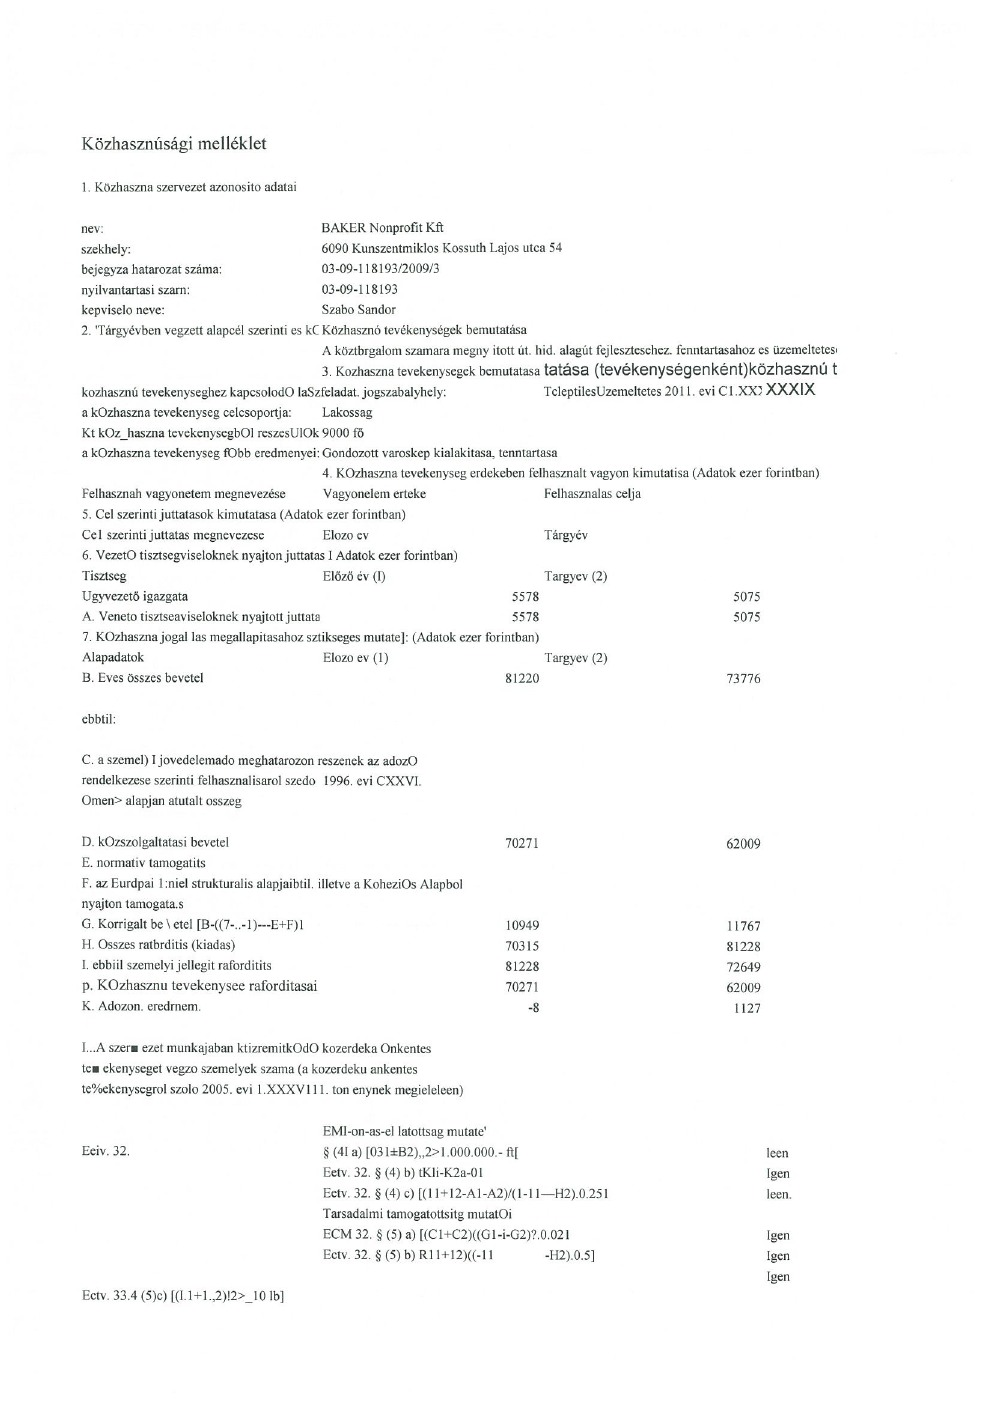 Közhasznúsági melléklet
1. Közhaszna szervezet azonosito adatai
nev: BAKER Nonprofit Kft
szekhely: 6090 Kunszentmiklos Kossuth Lajos utca 54
bejegyza hatarozat száma: 03-09-118193/2009/3
nyilvantartasi szarn: 03-09-118193
kepviselo neve: Szabo Sandor
2. 'Tárgyévben vegzett alapcél szerinti es kC Közhasznó tevékenységek bemutatása
A köztbrgalom szamara megny itott út. hid. alagút fejlesztesehez. fenntartasahoz es üzemeltetes
3. Kozhaszna tevekenysegek bemutatasa tatása (tevékenységenként)közhasznú t
kozhasznú tevekenyseghez kapcsolodO laSzfeladat. jogszabalyhely: TeleptilesUzemeltetes 2011. evi C1.XX XXXIX
a kOzhaszna tevekenyseg celcsoportja: Lakossag
Kt kOz_haszna tevekenysegbOl reszesUlOk 9000 fő
a kOzhaszna tevekenyseg fObb eredmenyei: Gondozott varoskep kialakitasa, tenntartasa
4. KOzhaszna tevekenyseg erdekeben felhasznalt vagyon kimutatisa (Adatok ezer forintban)
Felhasznah vagyonetem megnevezése Vagyonelem erteke Felhasznalas celja
5. Cel szerinti juttatasok kimutatasa (Adatok ezer forintban)
Ce1 szerinti juttatas megnevezese Elozo ev Tárgyév
6. VezetO tisztsegviseloknek nyajton juttatas I Adatok ezer forintban)
Tisztseg Előző év (I) Targyev (2)
Ugyvezető igazgata 5578 5075
A. Veneto tisztseaviseloknek nyajtott juttata 5578 5075
7. KOzhaszna jogal las megallapitasahoz sztikseges mutate]: (Adatok ezer forintban)
Alapadatok Elozo ev (1) Targyev (2)
B. Eves összes bevetel 81220 73776
ebbtil:
C. a szemel) I jovedelemado meghatarozon reszenek az adozO
rendelkezese szerinti felhasznalisarol szedo 1996. evi CXXVI.
Omen> alapjan atutalt osszeg
D. kOzszolgaltatasi bevetel 70271 62009
E. normativ tamogatits
F. az Eurdpai 1:niel strukturalis alapjaibtil. illetve a KoheziOs Alapbol
nyajton tamogata.s
G. Korrigalt be \ etel [B-((7-..-1)---E+F)1 10949 11767
H. Osszes ratbrditis (kiadas) 70315 81228
I. ebbiil szemelyi jellegit raforditits 81228 72649
p. KOzhasznu tevekenysee raforditasai 70271 62009
K. Adozon. eredrnem. -8 1127
I...A szer■ ezet munkajaban ktizremitkOdO kozerdeka Onkentes
te■ ekenyseget vegzo szemelyek szama (a kozerdeku ankentes
te%ekenysegrol szolo 2005. evi 1.XXXV111. ton enynek megieleleen)
EMI-on-as-el latottsag mutate'
Eeiv. 32. § (4I a) [031±B2),,2>1.000.000.- ft[ leen
Eetv. 32. § (4) b) tKIi-K2a-01 Igen
Ectv. 32. § (4) c) [(11+12-A1-A2)/(1-11—H2).0.251 leen.
Tarsadalmi tamogatottsitg mutatOi
ECM 32. § (5) a) [(C1+C2)((G1-i-G2)?.0.021 Igen
Ectv. 32. § (5) b) R11+12)((-11 -H2).0.5] Igen
Igen
Ectv. 33.4 (5)c) [(I.1+1.,2)!2>_10 lb]